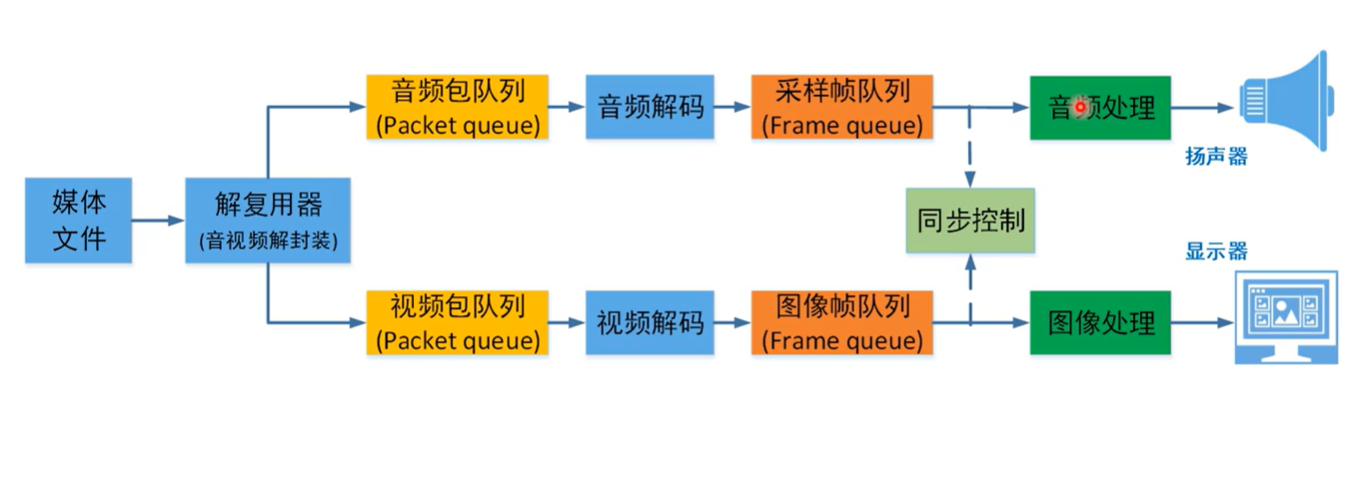 音频包队列
(Packet queue)
音频解码
采样帧队列
(Frame queue)
音频处理
扬声器
媒体
文件
解复用器
(音视频解封装)
同步控制
显示器
视频包队列
(Packet queue)
视频解码
图像帧队列
(Frame queue)
图像处理